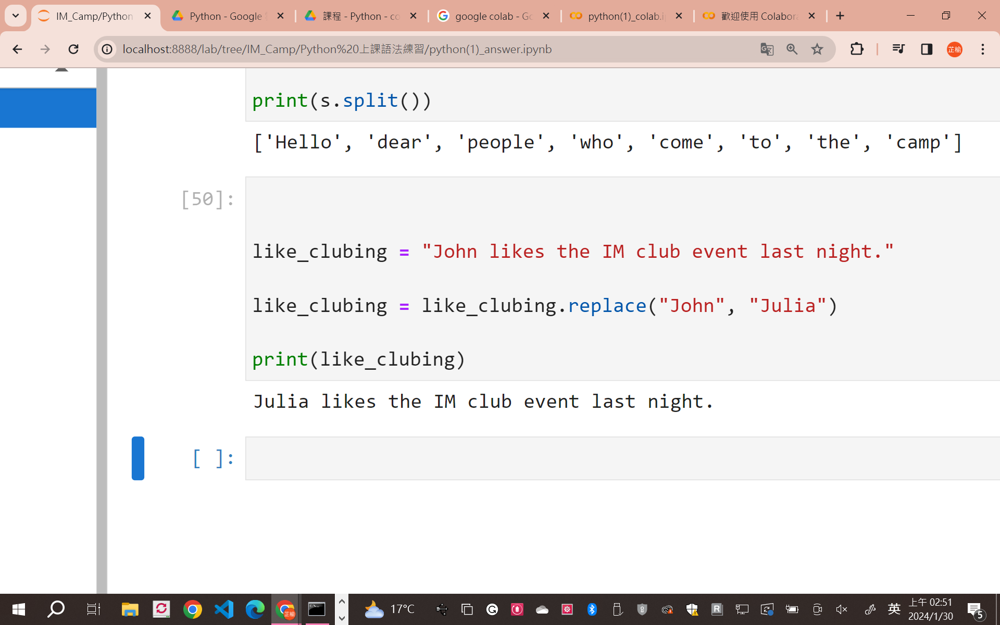 IM_Camp/Python
Python - Google
課程 - Python - co
google colab - Go
python(1)_colab.i
歡迎使用 Colabora
localhost:8888/lab/tree/IM_Camp/Python%20上課語法練習/python(1)_answer.ipynb
芷榆
print(s.split())
['Hello', 'dear', 'people', 'who', 'come', 'to', 'the', 'camp']
[50]:
like_clubing = "John likes the IM club event last night."
like_clubing = like_clubing.replace("John", "Julia")
print(like_clubing)
Julia likes the IM club event last night.
[ ]:
17°C
英
上午 02:51
2024/1/30
5